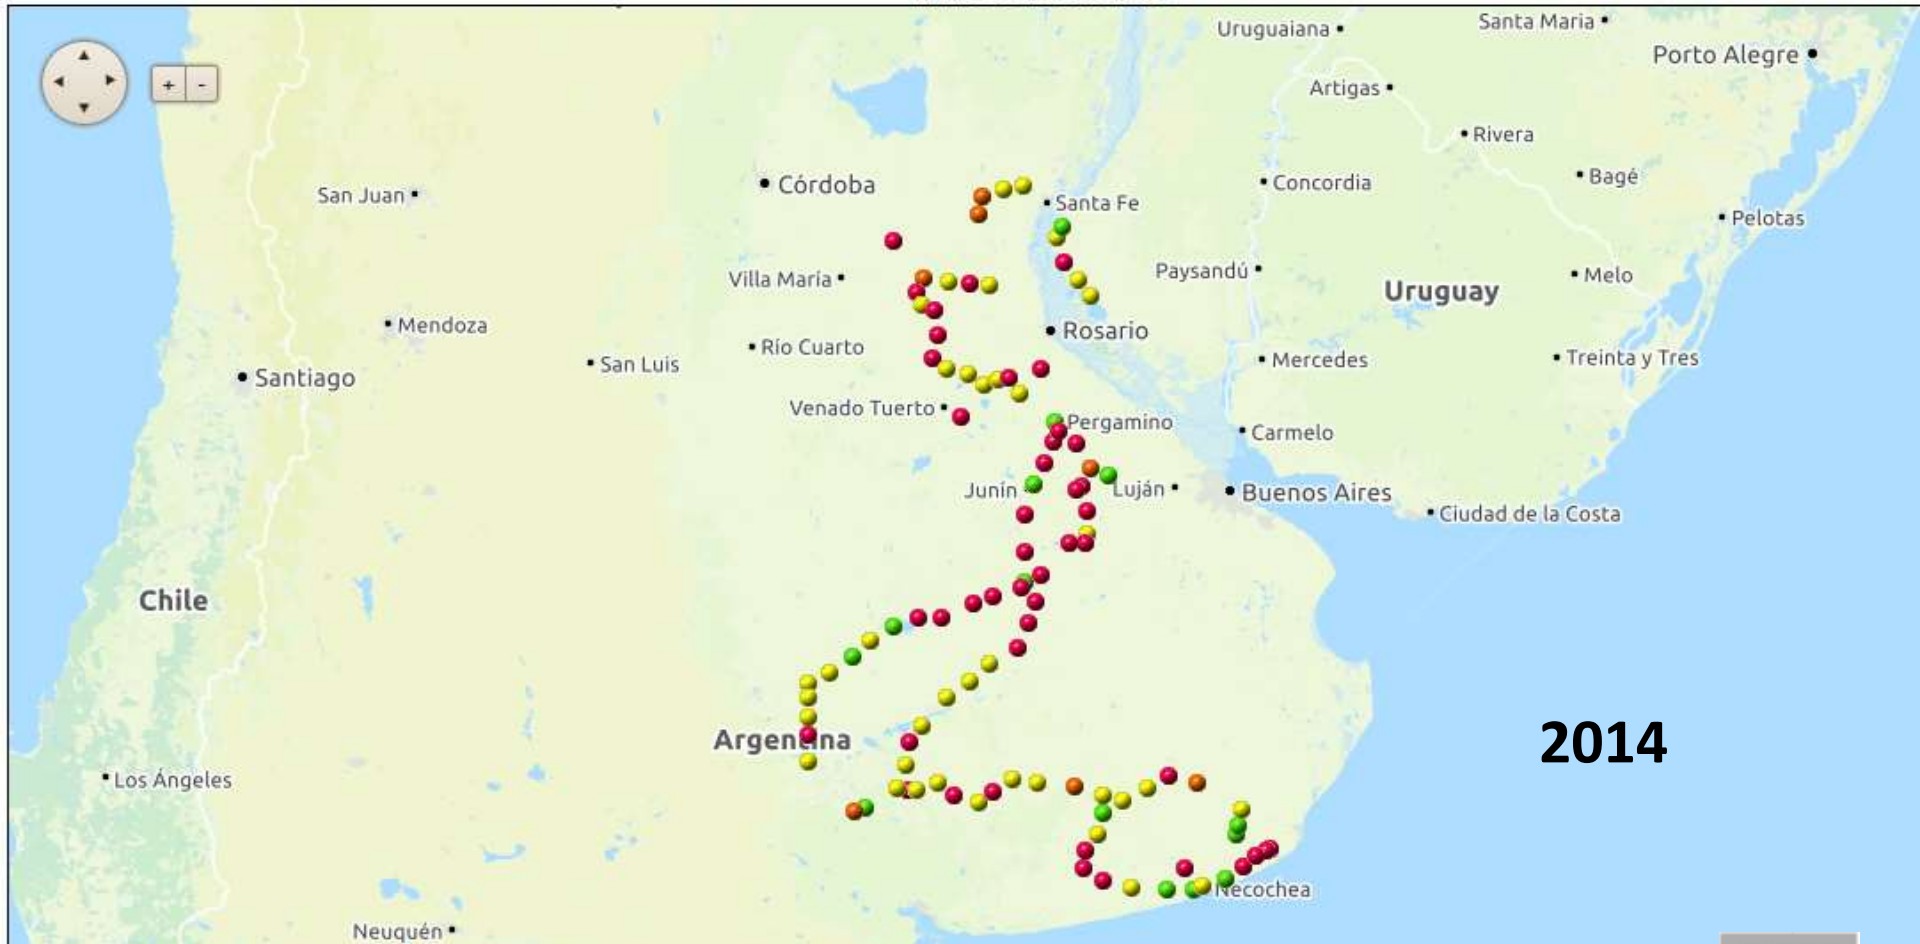 Uruguaiana
Santa Maria
Porto Alegre
Artigas
Rivera
+ -
San Juan
Córdoba
Concordia
Bagé
Santa Fe
Pelotas
Villa María
Paysandú
Melo
Uruguay
Mendoza
Rosario
Río Cuarto
San Luis
Mercedes
Treinta y Tres
Santiago
Venado Tuerto
Pergamino
Carmelo
Junín
Luján
Buenos Aires
Ciudad de la Costa
Chile
Argentina
2014
Los Ángeles
Necochea
Neuquén